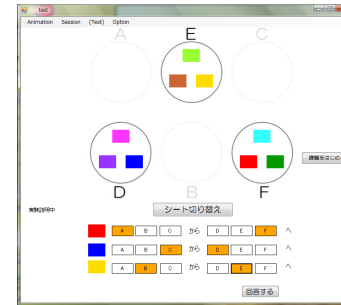 test
Animation Session (Test) Option
A E C
D B F
課題をはじめ
実験説明中
シート切り替え
A B C から D E F へ
A B C から D E F へ
A B C から D E F へ
回答する